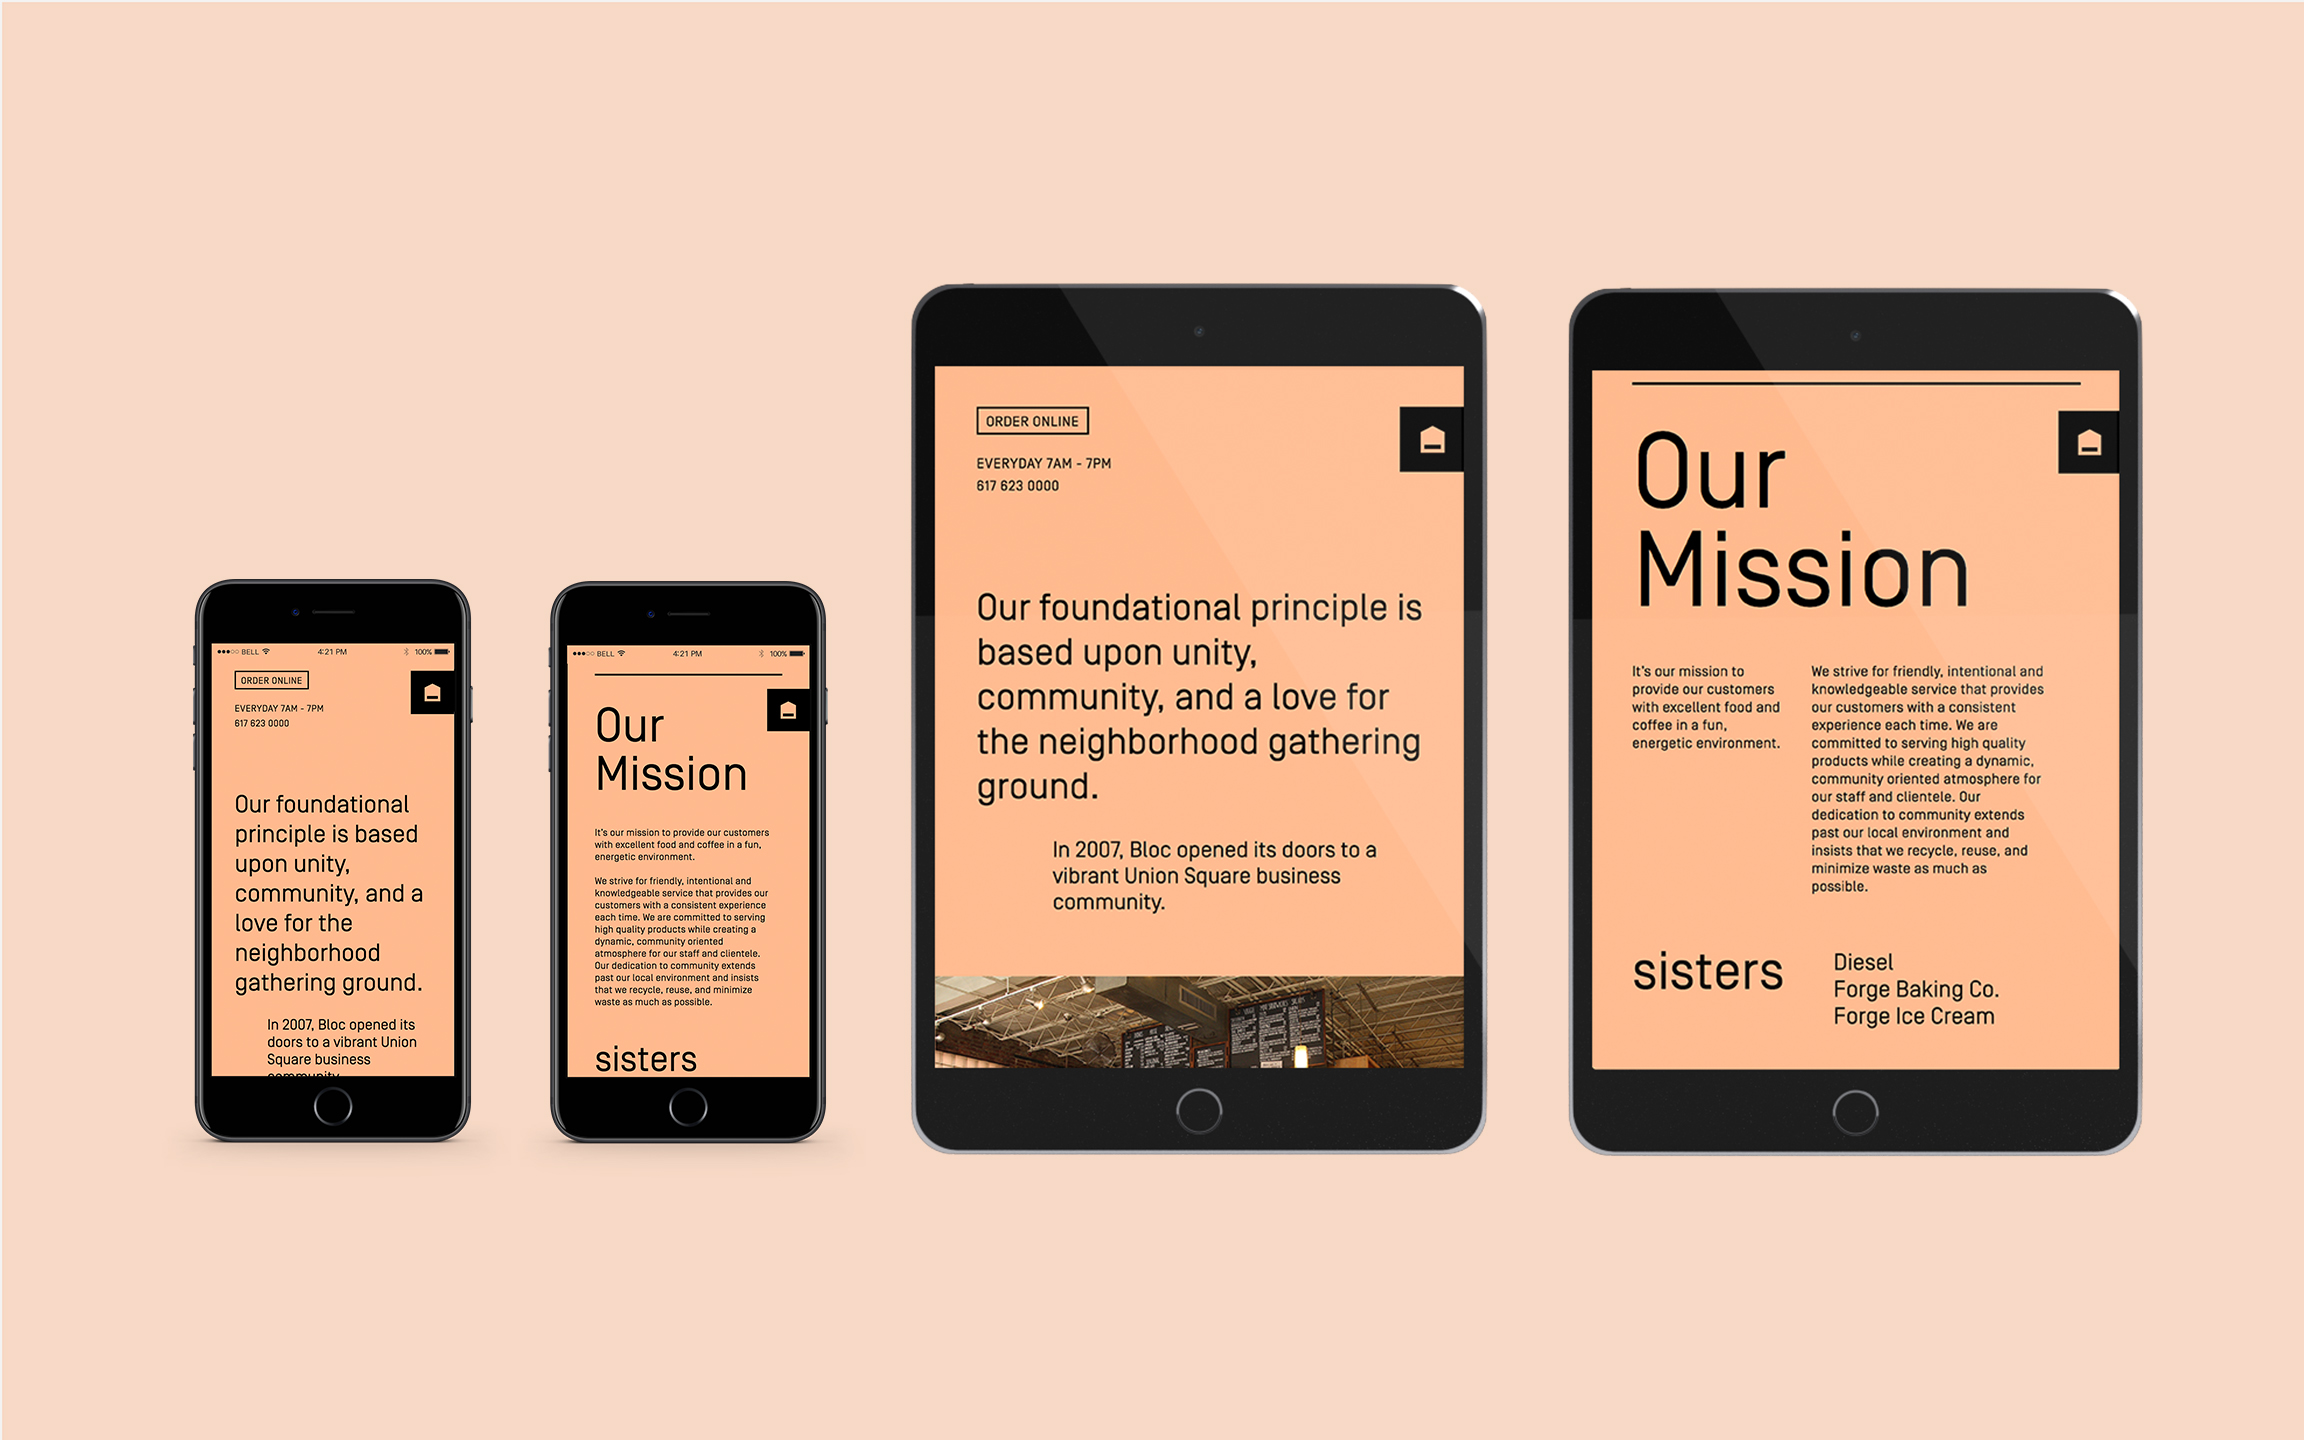 ●●●○○ BELL 4:21 PM 100%
ORDER ONLINE
EVERYDAY 7AM - 7PM
617 623 0000
Our foundational
principle is based
upon unity,
community, and a
love for the
neighborhood
gathering ground.
In 2007, Bloc opened its
doors to a vibrant Union
Square business
community.
●●●○○ BELL 4:21 PM 100%
Our
Mission
It's our mission to provide our customers
with excellent food and coffee in a fun,
energetic environment.
We strive for friendly, intentional and
knowledgeable service that provides our
customers with a consistent experience
each time. We are committed to serving
high quality products while creating a
dynamic, community oriented
atmosphere for our staff and clientele.
Our dedication to community extends
past our local environment and insists
that we recycle, reuse, and minimize
waste as much as possible.
sisters
ORDER ONLINE
EVERYDAY 7AM - 7PM
617 623 0000
Our foundational principle is
based upon unity,
community, and a love for
the neighborhood gathering
ground.
In 2007, Bloc opened its doors to a
vibrant Union Square business
community.
Our
Mission
It's our mission to
provide our customers
with excellent food and
coffee in a fun,
energetic environment.
We strive for friendly, intentional and
knowledgeable service that provides
our customers with a consistent
experience each time. We are
committed to serving high quality
products while creating a dynamic,
community oriented atmosphere for
our staff and clientele. Our
dedication to community extends
past our local environment and
insists that we recycle, reuse, and
minimize waste as much as
possible.
sisters
Diesel
Forge Baking Co.
Forge Ice Cream